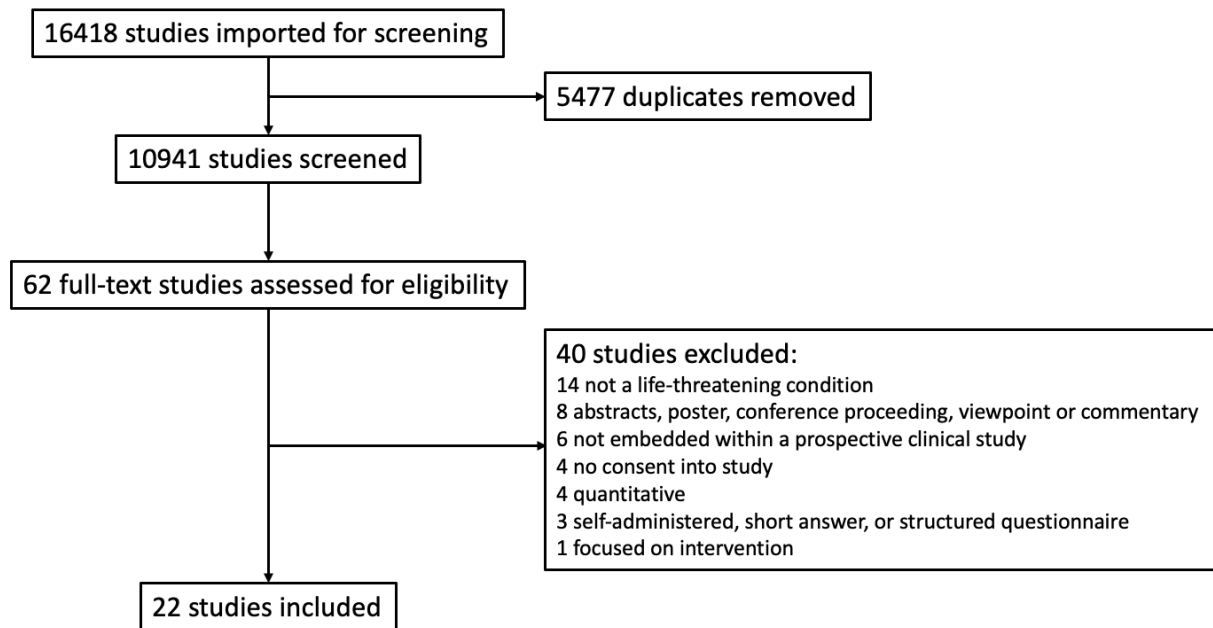 16418 studies imported for screening
5477 duplicates removed
10941 studies screened
62 full-text studies assessed for eligibility
40 studies excluded:
14 not a life-threatening condition
8 abstracts, poster, conference proceeding, viewpoint or commentary
6 not embedded within a prospective clinical study
4 no consent into study
4 quantitative
3 self-administered, short answer, or structured questionnaire
1 focused on intervention
22 studies included